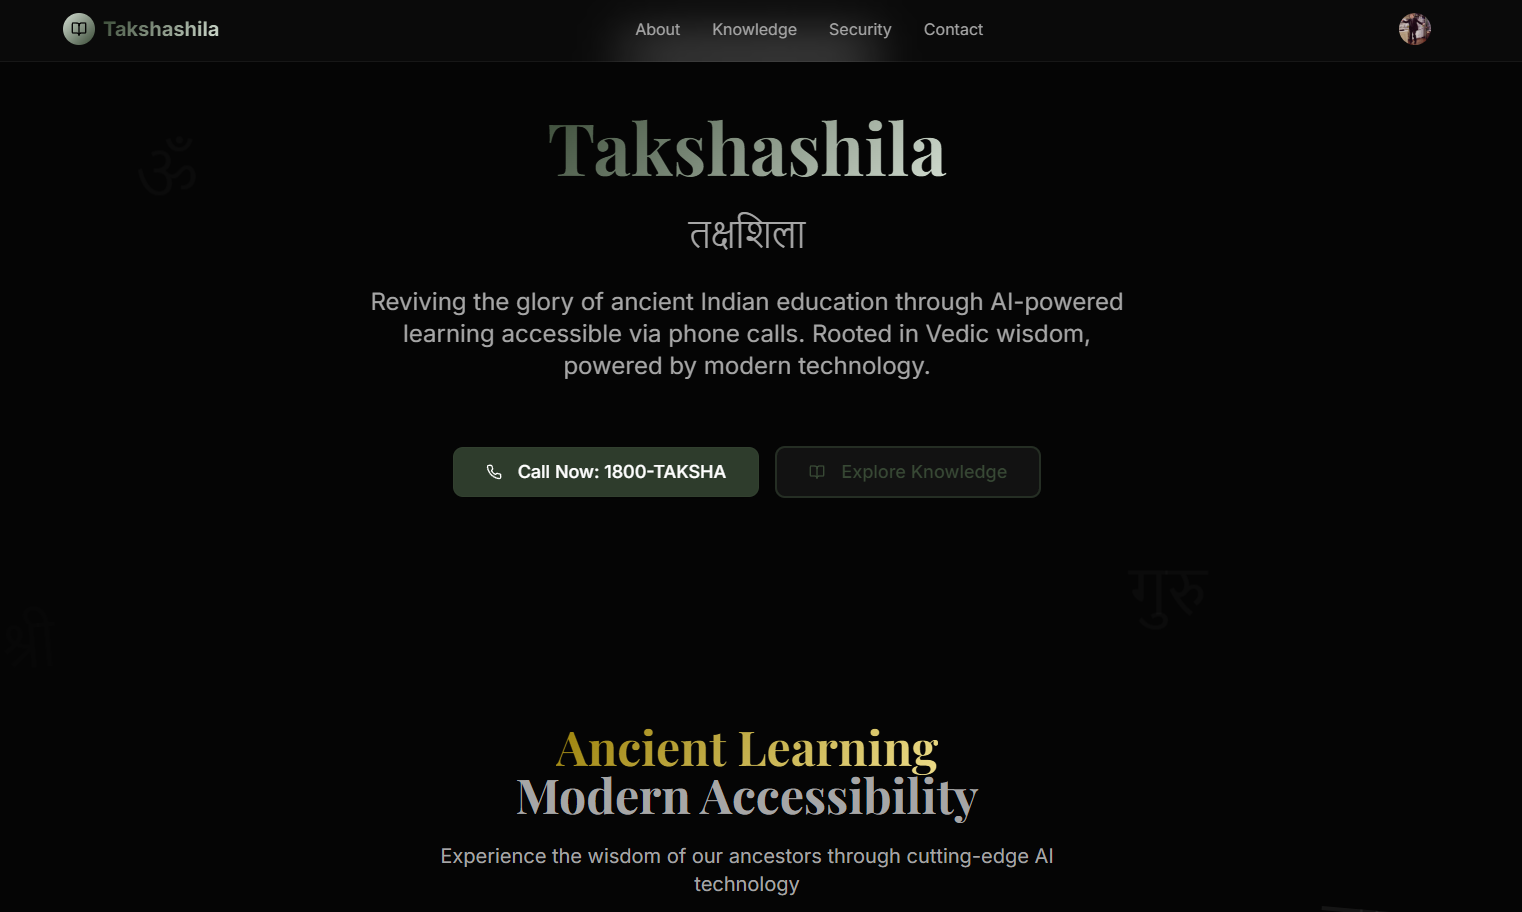 Takshashila
About
Knowledge
Security
Contact
Takshashila
तक्षशिला
ॐ
Reviving the glory of ancient Indian education through AI-powered
learning accessible via phone calls. Rooted in Vedic wisdom,
powered by modern technology.
Call Now: 1800-TAKSHA
Explore Knowledge
गुरु
श्री
Ancient Learning
Modern Accessibility
Experience the wisdom of our ancestors through cutting-edge AI
technology